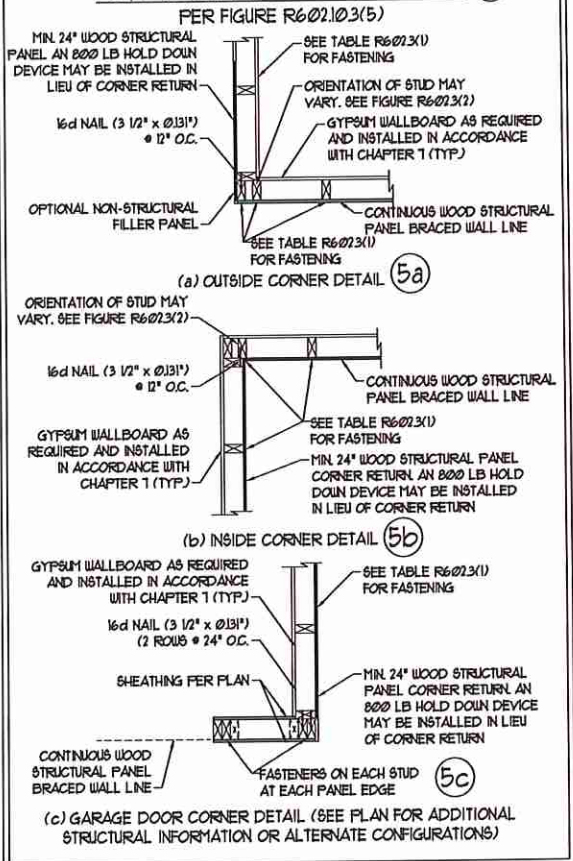 PER FIGURE R602.10.3(5)
MIN. 24" WOOD STRUCTURAL
PANEL AN 800 LB HOLD DOWN
DEVICE MAY BE INSTALLED IN
LIEU OF CORNER RETURN
16d NAIL (3 1/2" x Ø.131")
@ 12" O.C.
OPTIONAL NON-STRUCTURAL
FILLER PANEL
SEE TABLE R602.3(1)
FOR FASTENING
ORIENTATION OF STUD MAY
VARY. SEE FIGURE R602.3(2)
GYPSUM WALLBOARD AS REQUIRED
AND INSTALLED IN ACCORDANCE
WITH CHAPTER 7 (TYP.)
CONTINUOUS WOOD STRUCTURAL
PANEL BRACED WALL LINE
SEE TABLE R602.3(1)
FOR FASTENING
(a) OUTSIDE CORNER DETAIL 5a
ORIENTATION OF STUD MAY
VARY. SEE FIGURE R602.3(2)
16d NAIL (3 1/2" x Ø.131")
@ 12" O.C.
GYPSUM WALLBOARD AS
REQUIRED AND INSTALLED
IN ACCORDANCE WITH
CHAPTER 7 (TYP.)
CONTINUOUS WOOD STRUCTURAL
PANEL BRACED WALL LINE
SEE TABLE R602.3(1)
FOR FASTENING
MIN. 24" WOOD STRUCTURAL PANEL
CORNER RETURN. AN 800 LB HOLD
DOWN DEVICE MAY BE INSTALLED
IN LIEU OF CORNER RETURN
(b) INSIDE CORNER DETAIL 5b
GYPSUM WALLBOARD AS REQUIRED
AND INSTALLED IN ACCORDANCE
WITH CHAPTER 7 (TYP.)
16d NAIL (3 1/2" x Ø.131")
(2 ROWS @ 24" O.C.
SHEATHING PER PLAN
CONTINUOUS WOOD
STRUCTURAL PANEL
BRACED WALL LINE
SEE TABLE R602.3(1)
FOR FASTENING
MIN. 24" WOOD STRUCTURAL
PANEL CORNER RETURN. AN
800 LB HOLD DOWN DEVICE
MAY BE INSTALLED IN LIEU
OF CORNER RETURN
FASTENERS ON EACH STUD
AT EACH PANEL EDGE
5c
(c) GARAGE DOOR CORNER DETAIL (SEE PLAN FOR ADDITIONAL
STRUCTURAL INFORMATION OR ALTERNATE CONFIGURATIONS)